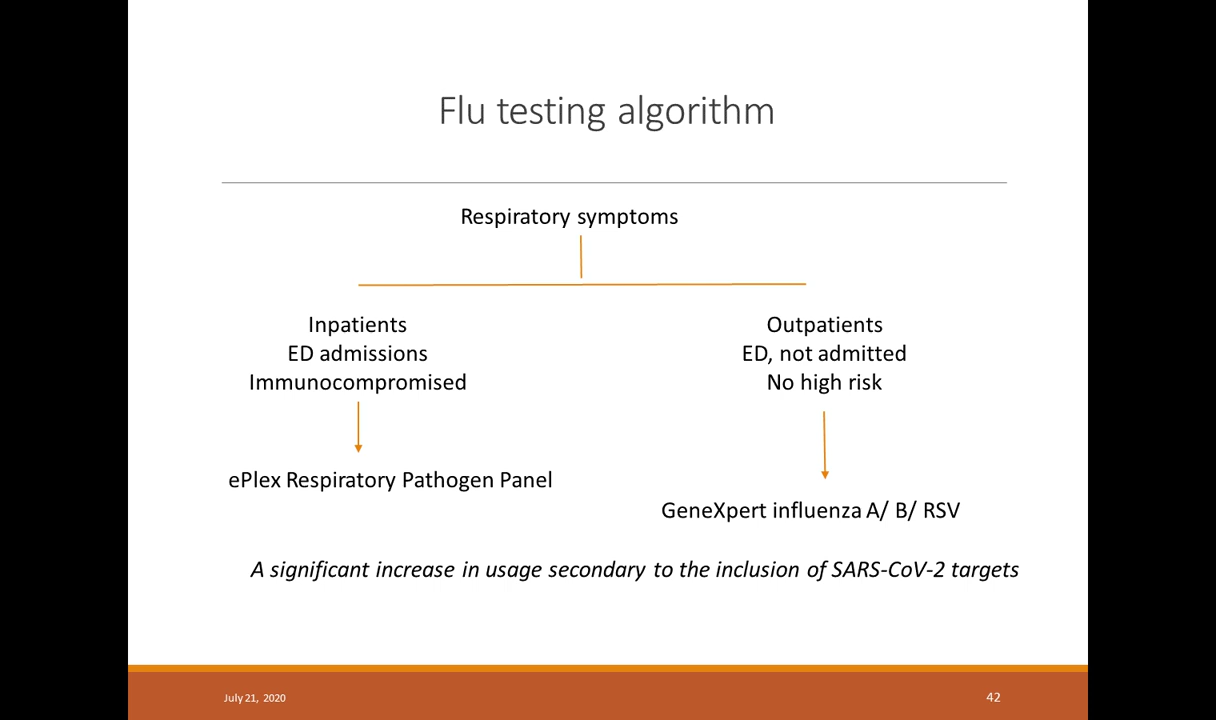 Flu testing algorithm
Respiratory symptoms
Inpatients
ED admissions
Immunocompromised
Outpatients
ED, not admitted
No high risk
ePlex Respiratory Pathogen Panel
GeneXpert influenza A/ B/ RSV
A significant increase in usage secondary to the inclusion of SARS-CoV-2 targets
July 21, 2020
42